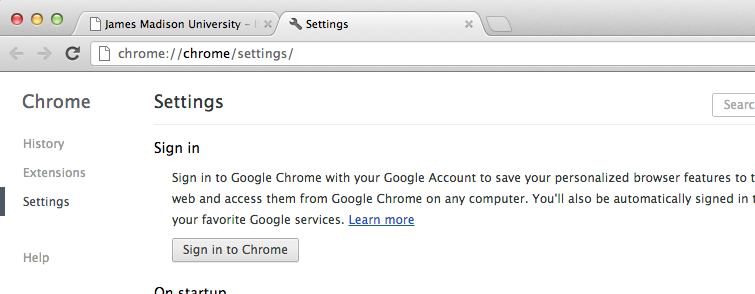 James Madison University –
Settings
chrome://chrome/settings/
Chrome
Settings
Searc
History
Extensions
Settings
Help
Sign in
Sign in to Google Chrome with your Google Account to save your personalized browser features to t
web and access them from Google Chrome on any computer. You'll also be automatically signed in t
your favorite Google services. Learn more
Sign in to Chrome
On startup